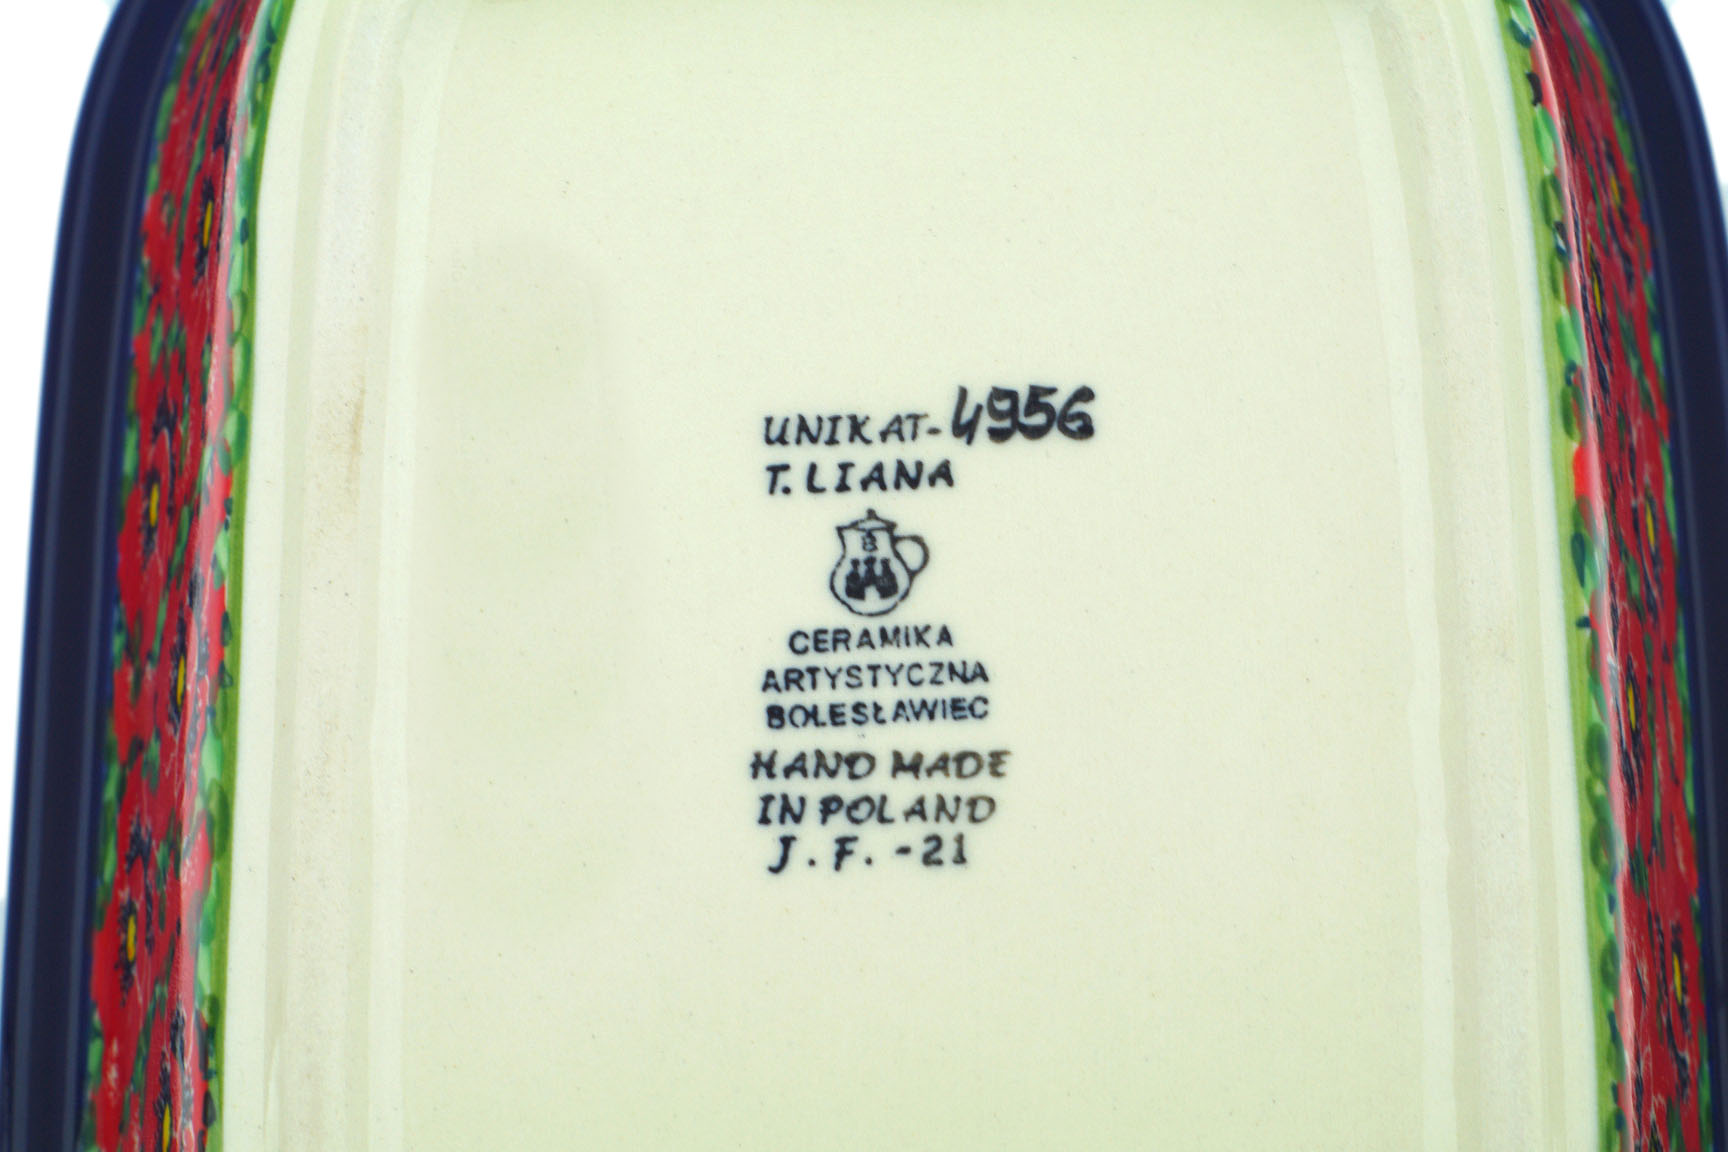 UNIKAT-4956
T. LIANA
B
CERAMIKA
ARTYSTYCZNA
BOLESŁAWIEC
HAND MADE
IN POLAND
J. F. -21